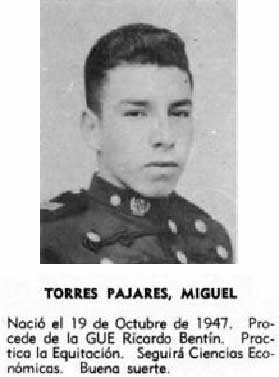 TORRES PAJARES, MIGUEL
Nació el 19 de Octubre de 1947. Pro-
cede de la GUE Ricardo Bentín. Prac-
tica la Equitación. Seguirá Ciencias Eco-
nómicas. Buena suerte.